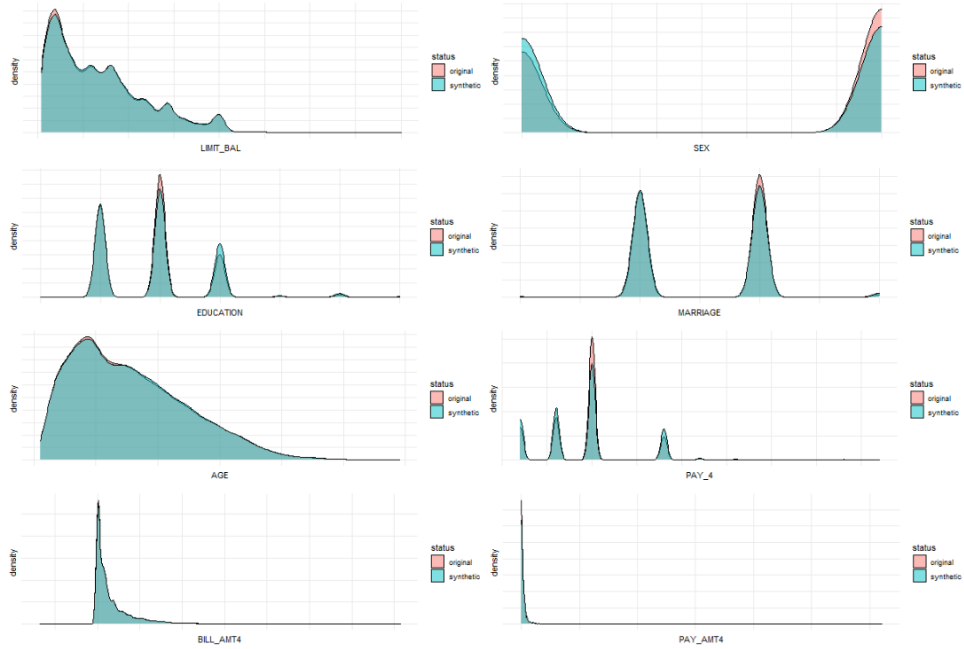 density
LIMIT_BAL
status
original
synthetic
density
SEX
status
original
synthetic
density
EDUCATION
status
original
synthetic
density
MARRIAGE
status
original
synthetic
density
AGE
status
original
synthetic
density
PAY_4
status
original
synthetic
density
BILL_AMT4
status
original
synthetic
density
PAY_AMT4
status
original
synthetic